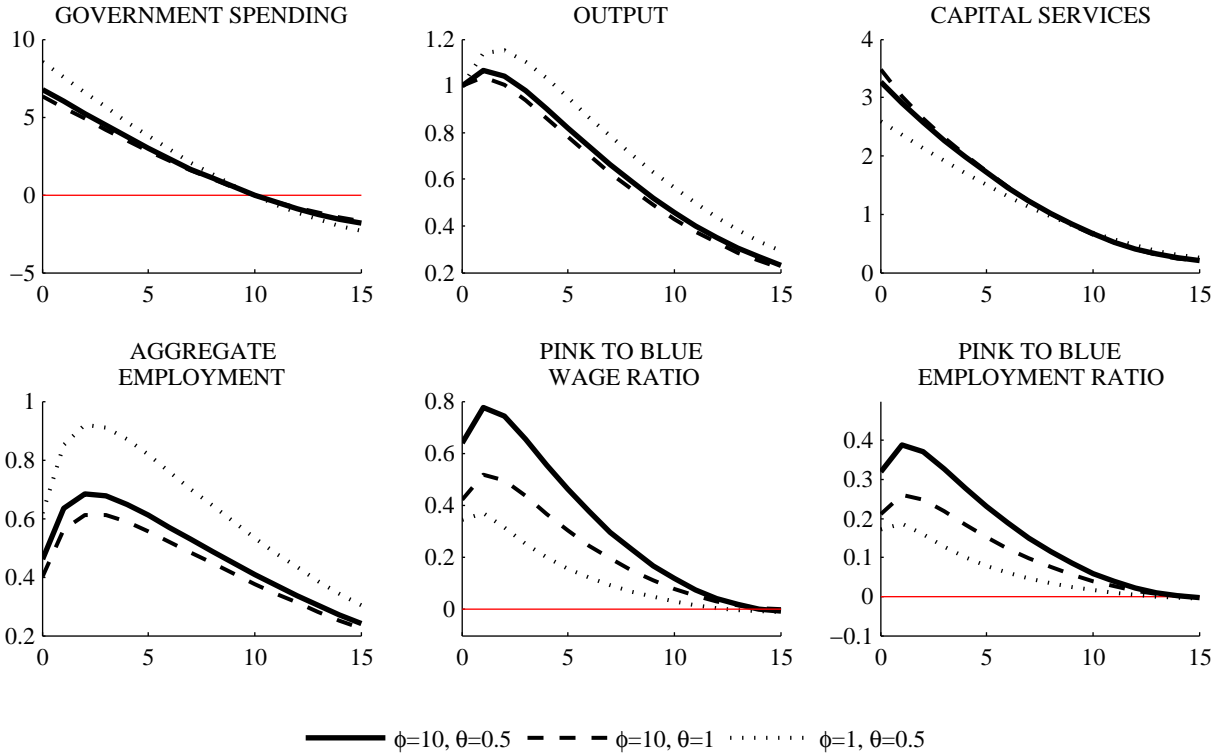 GOVERNMENT SPENDING
10
5
0
−5
0 5 10 15
OUTPUT
1.2
1
0.8
0.6
0.4
0.2
0 5 10 15
CAPITAL SERVICES
4
3
2
1
0
0 5 10 15
AGGREGATE
EMPLOYMENT
1
0.8
0.6
0.4
0.2
0 5 10 15
PINK TO BLUE
WAGE RATIO
0.8
0.6
0.4
0.2
0
0 5 10 15
PINK TO BLUE
EMPLOYMENT RATIO
0.4
0.3
0.2
0.1
0
−0.1
0 5 10 15
ϕ=10, θ=0.5 ϕ=10, θ=1 ϕ=1, θ=0.5